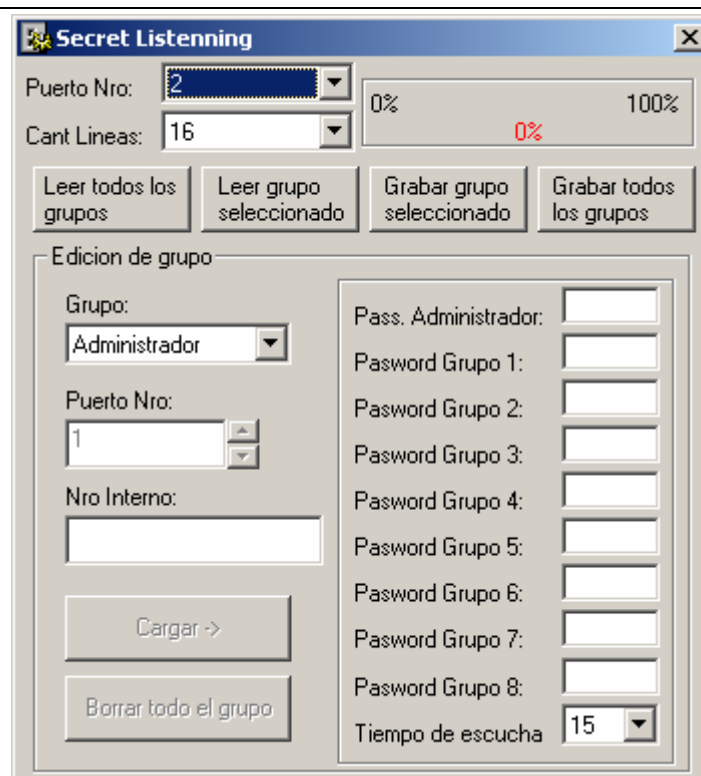 Secret Listenning
Puerto Nro: 2
0% 100%
0%
Cant Lineas: 16
Leer todos los
grupos
Leer grupo
seleccionado
Grabar grupo
seleccionado
Grabar todos
los grupos
Edicion de grupo
Grupo:
Administrador
Puerto Nro:
1
Nro Interno:
Cargar ->
Borrar todo el grupo
Pass. Administrador:
Pasword Grupo 1:
Pasword Grupo 2:
Pasword Grupo 3:
Pasword Grupo 4:
Pasword Grupo 5:
Pasword Grupo 6:
Pasword Grupo 7:
Pasword Grupo 8:
Tiempo de escucha 15